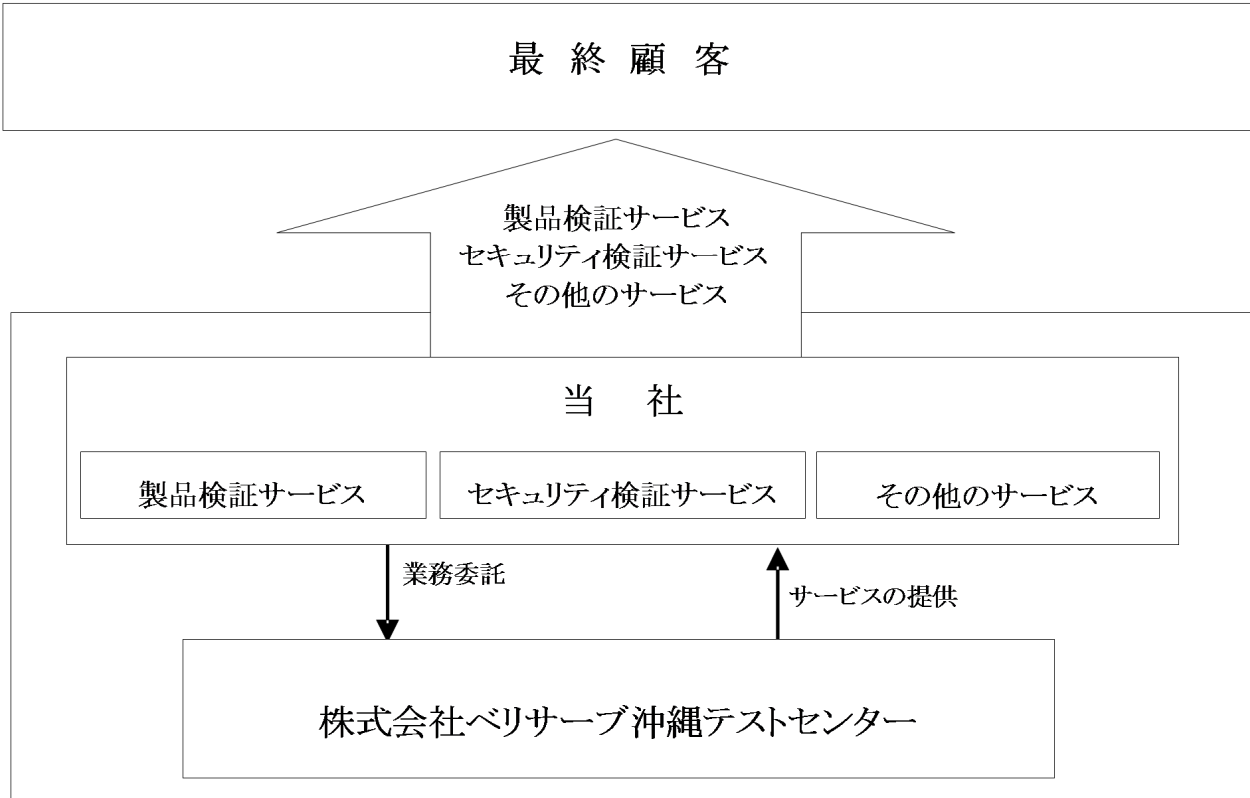 最終顧客
製品検証サービス
セキュリティ検証サービス
その他のサービス
当社
製品検証サービス
セキュリティ検証サービス
その他のサービス
業務委託
サービスの提供
株式会社ベリサーブ沖縄テストセンター